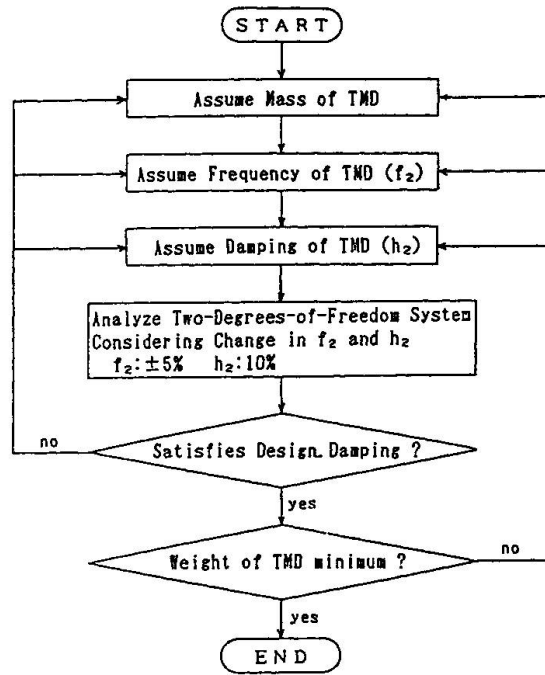 START
Assume Mass of TMD
Assume Frequency of TMD (f₂)
Assume Damping of TMD (h₂)
Analyze Two-Degrees-of-Freedom System
Considering Change in f₂ and h₂
f₂:±5% h₂:10%
no
Satisfies Design Damping ?
yes
Weight of TMD minimum ?
no
yes
END